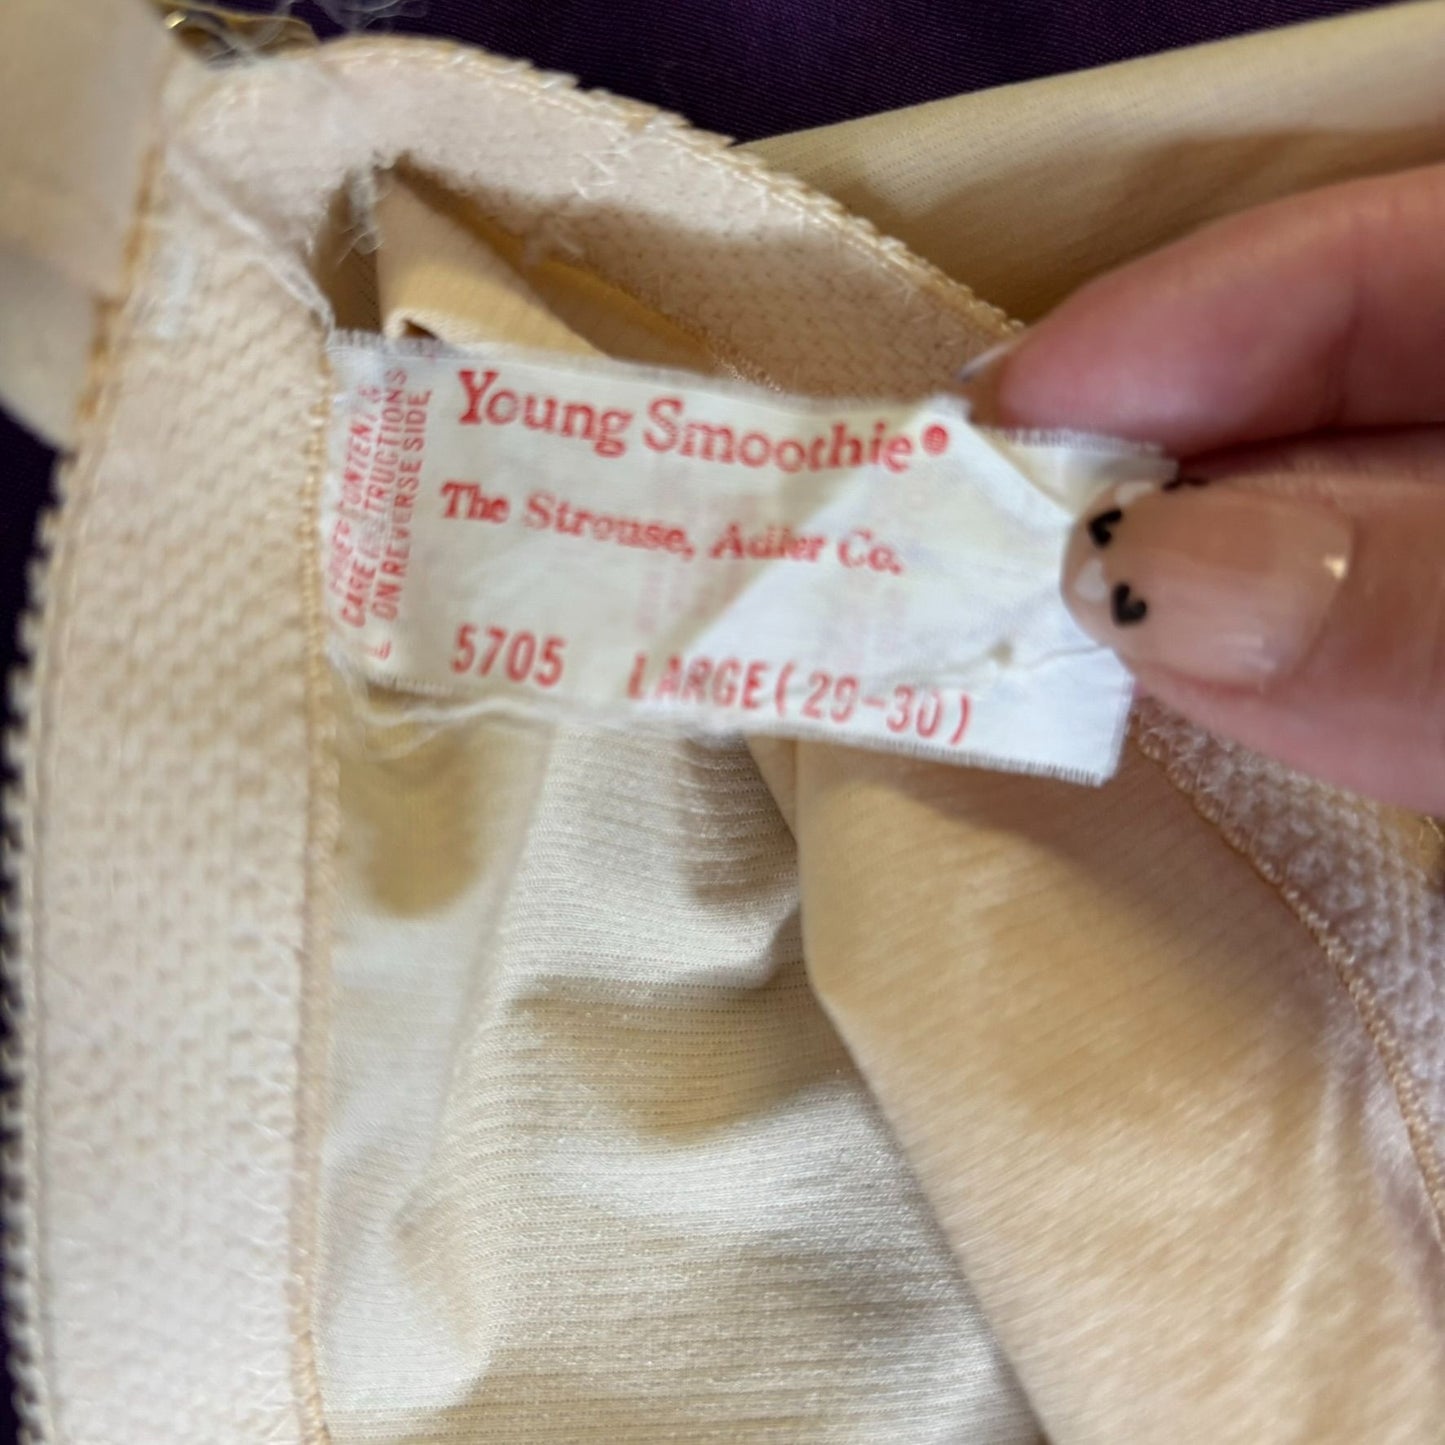 Young Smoothie®
The Strouse, Adler Co.
5705 LARGE (29-30)
FIBER CONTENT &
CARE INSTRUCTIONS
ON REVERSE SIDE